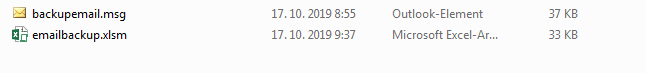 backupemail.msg 17. 10. 2019 8:55 Outlook-Element 37 KB
emailbackup.xlsm 17. 10. 2019 9:37 Microsoft Excel-Ar... 33 KB